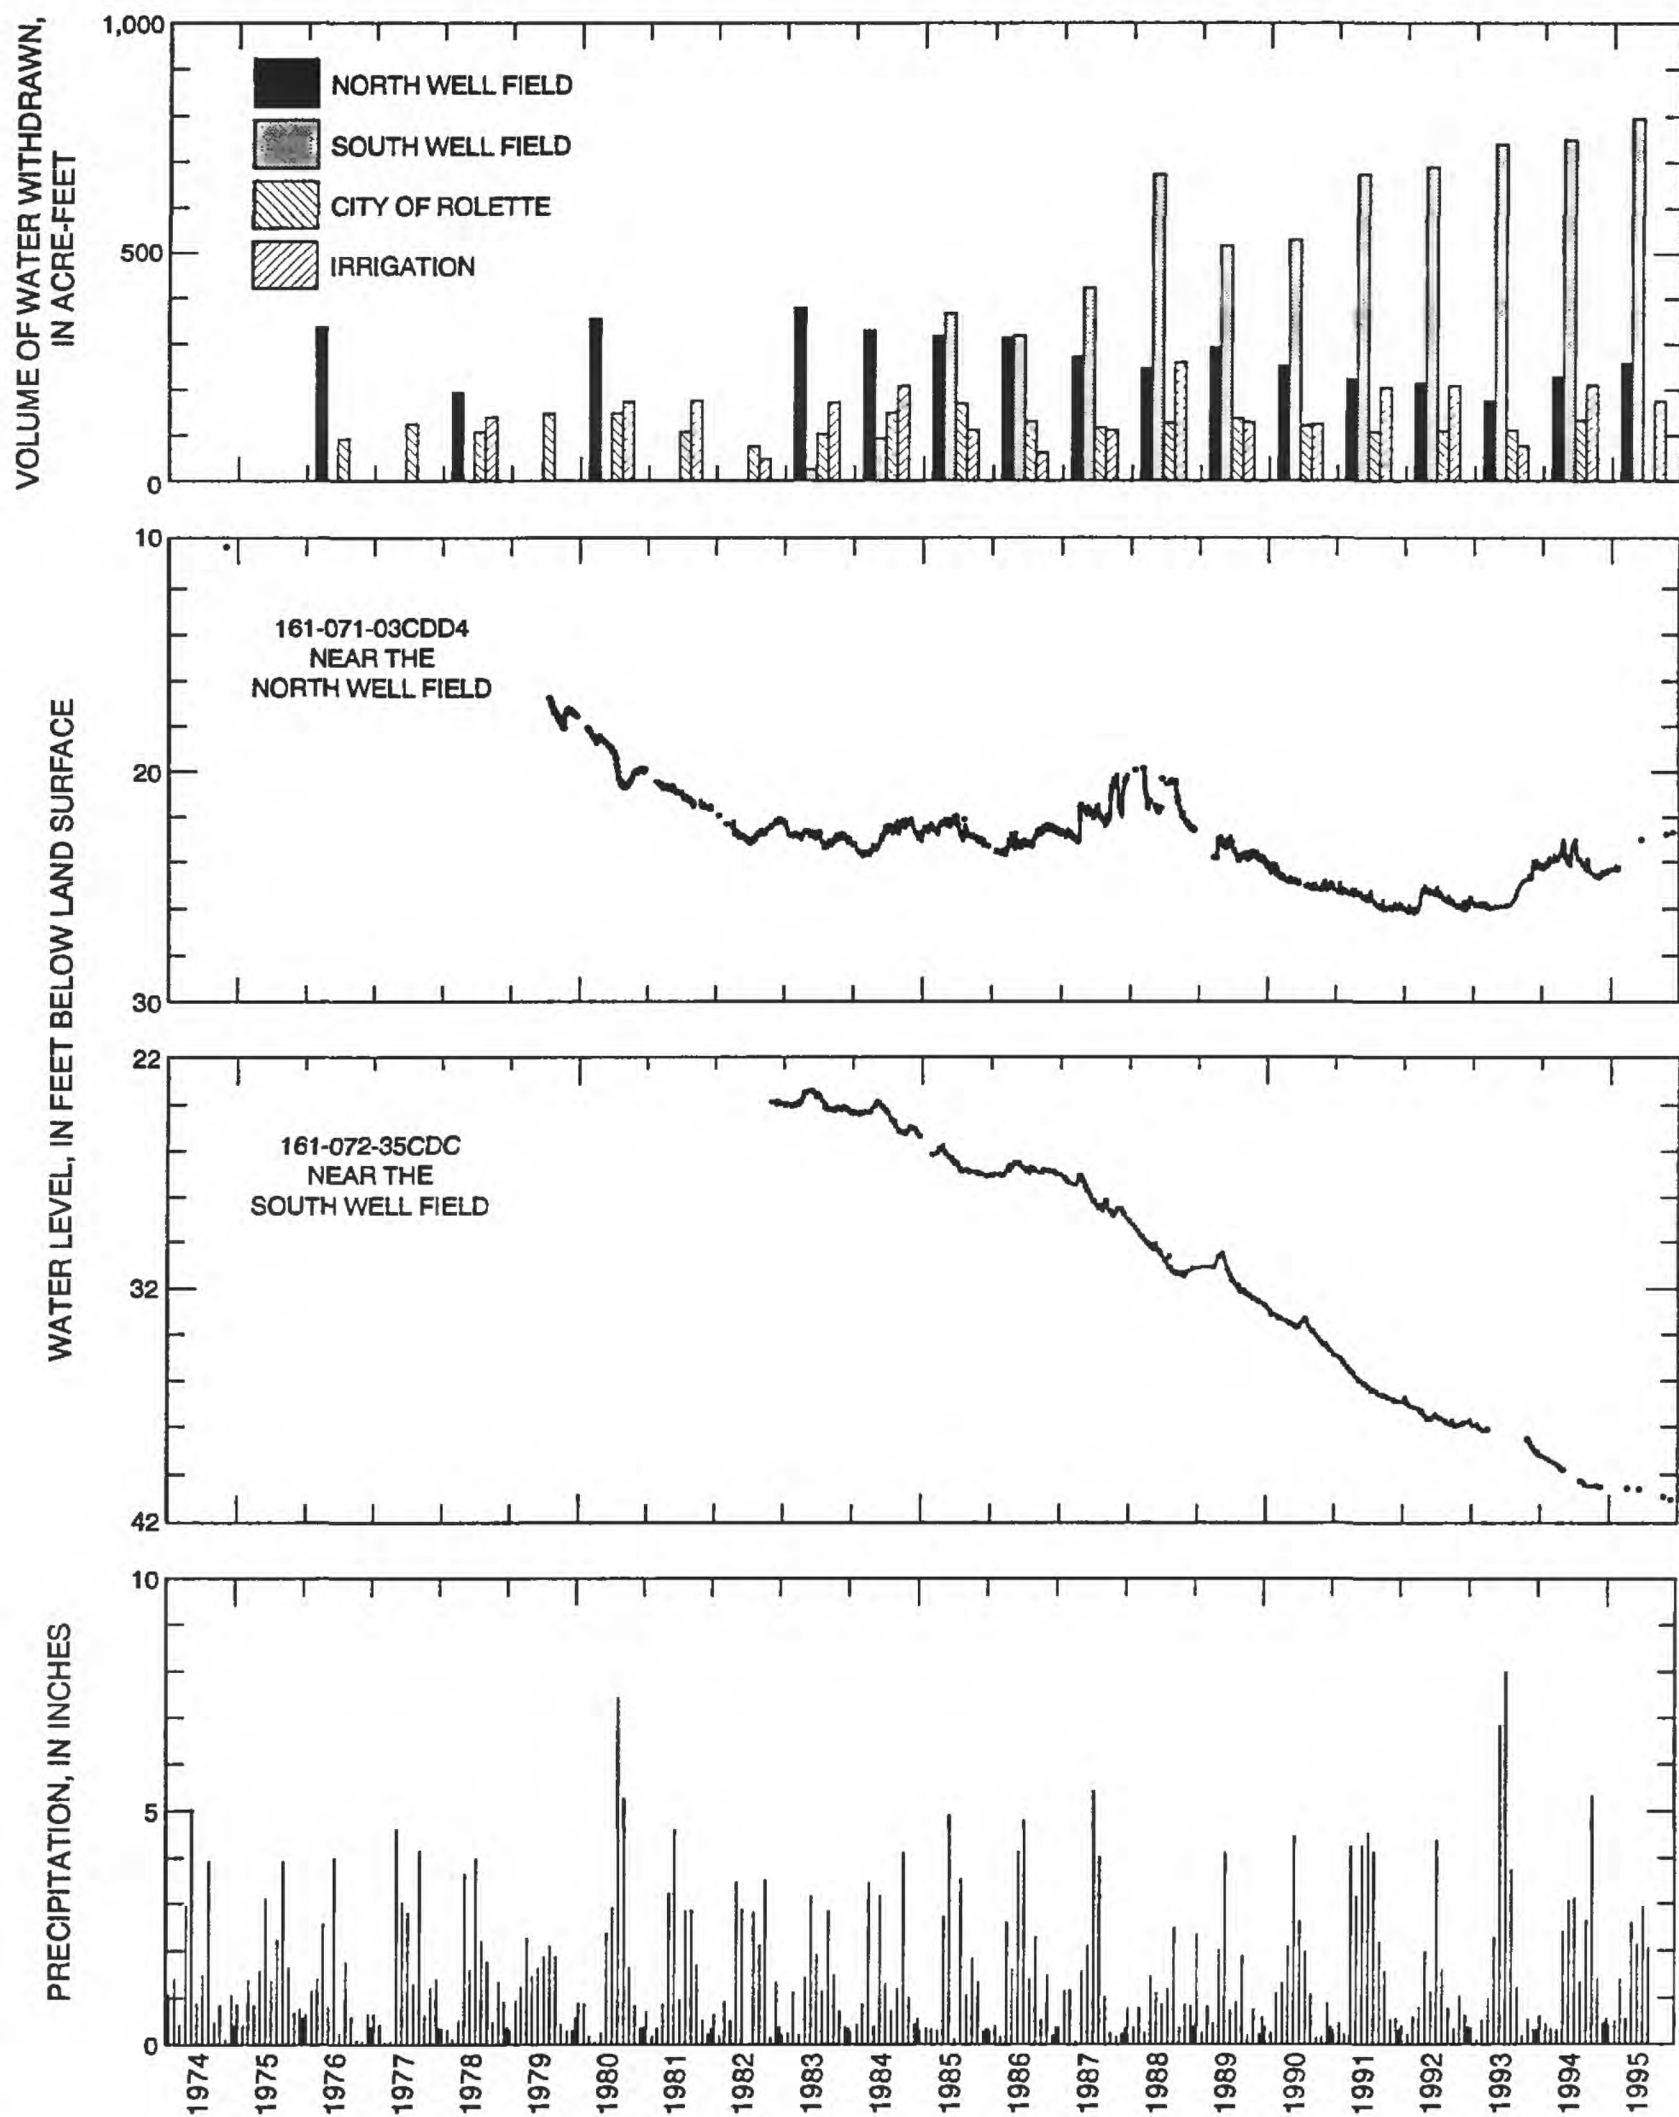 VOLUME OF WATER WITHDRAWN,
IN ACRE-FEET
1,000
500
0
NORTH WELL FIELD
SOUTH WELL FIELD
CITY OF ROLETTE
IRRIGATION
WATER LEVEL, IN FEET BELOW LAND SURFACE
10
20
30
161-071-03CDD4
NEAR THE
NORTH WELL FIELD
22
32
42
161-072-35CDC
NEAR THE
SOUTH WELL FIELD
PRECIPITATION, IN INCHES
10
5
0
1974
1975
1976
1977
1978
1979
1980
1981
1982
1983
1984
1985
1986
1987
1988
1989
1990
1991
1992
1993
1994
1995